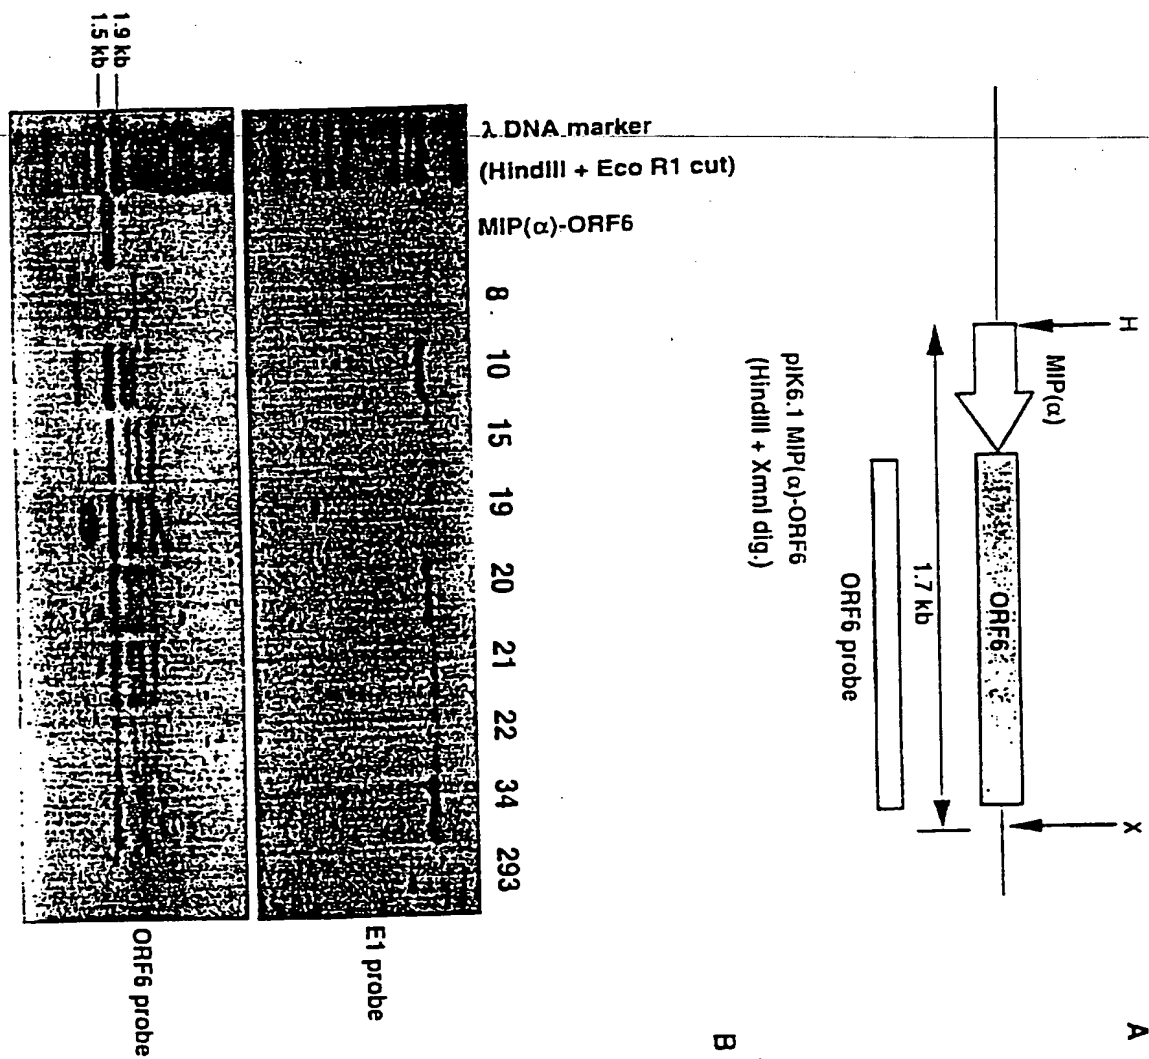 A
H
X
MIP(α)
ORF6
1.7 kb
ORF6 probe
pIK6.1 MIP(α)-ORF6
(HindIII + XmnI dig.)
B
λ DNA marker
(HindIII + Eco R1 cut)
MIP(α)-ORF6
8
10
15
19
20
21
22
34
293
E1 probe
1.9 kb
1.5 kb
ORF6 probe